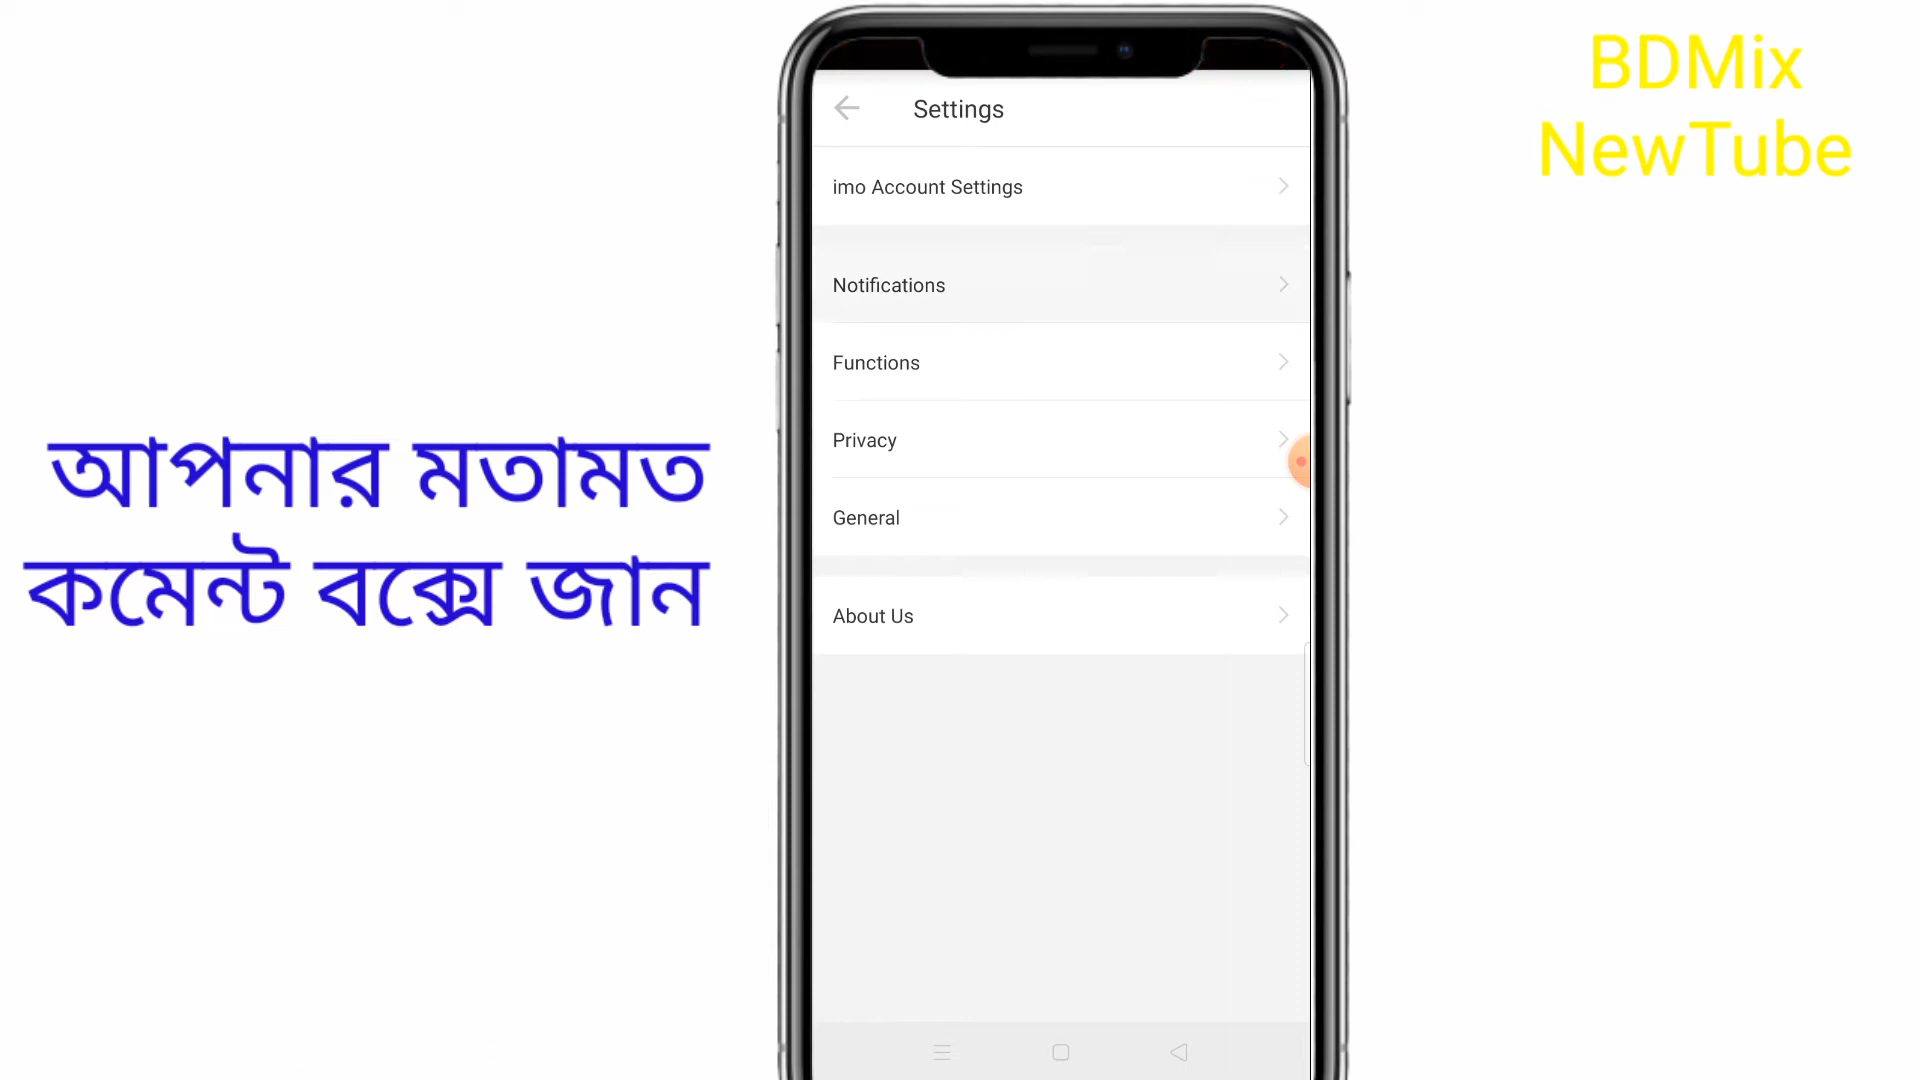 BDMix
NewTube
Settings
imo Account Settings
Notifications
Functions
Privacy
General
About Us
আপনার মতামত
কমেন্ট বক্সে জান